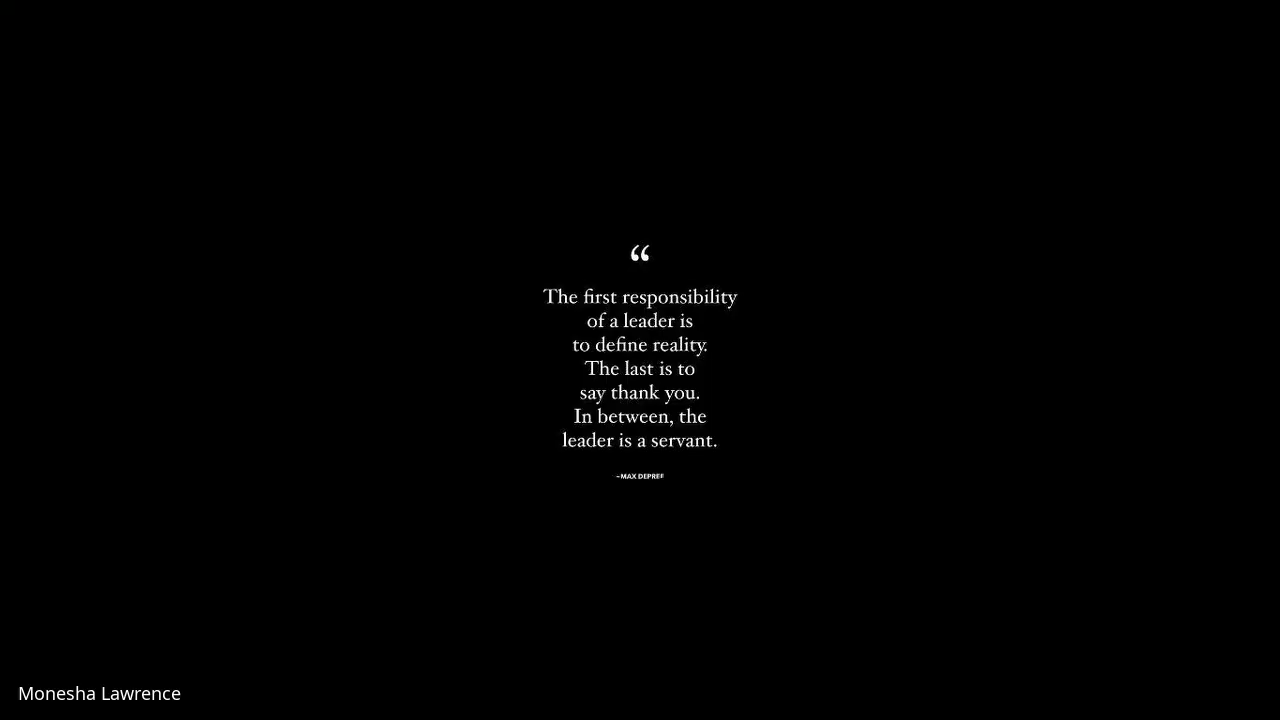 “
The first responsibility
of a leader is
to define reality.
The last is to
say thank you.
In between, the
leader is a servant.
~MAX DEPREE
Monesha Lawrence